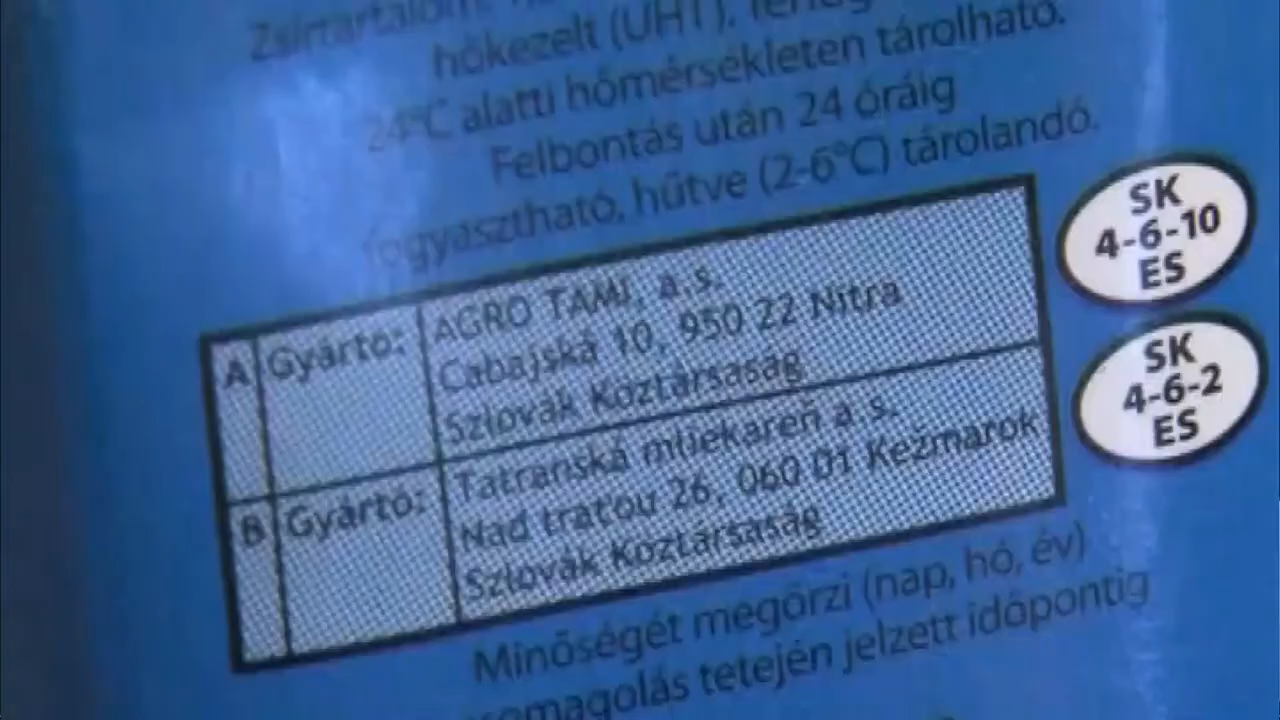 Zsírtartalom:
hőkezelt (UHT).
24°C alatti hőmérsékleten tárolható.
Felbontás után 24 óráig
fogyasztható, hűtve (2-6°C) tárolandó.
A Gyártó: AGRO TAMI, a.s.
Cabajská 10, 950 22 Nitra
Szlovák Köztársaság
B Gyártó: Tatranská mliekareň a.s.
Nad traťou 26, 060 01 Kežmarok
Szlovák Köztársaság
SK
4-6-10
ES
SK
4-6-2
ES
Minőségét megőrzi (nap, hó, év)
tetején jelzett időpontig